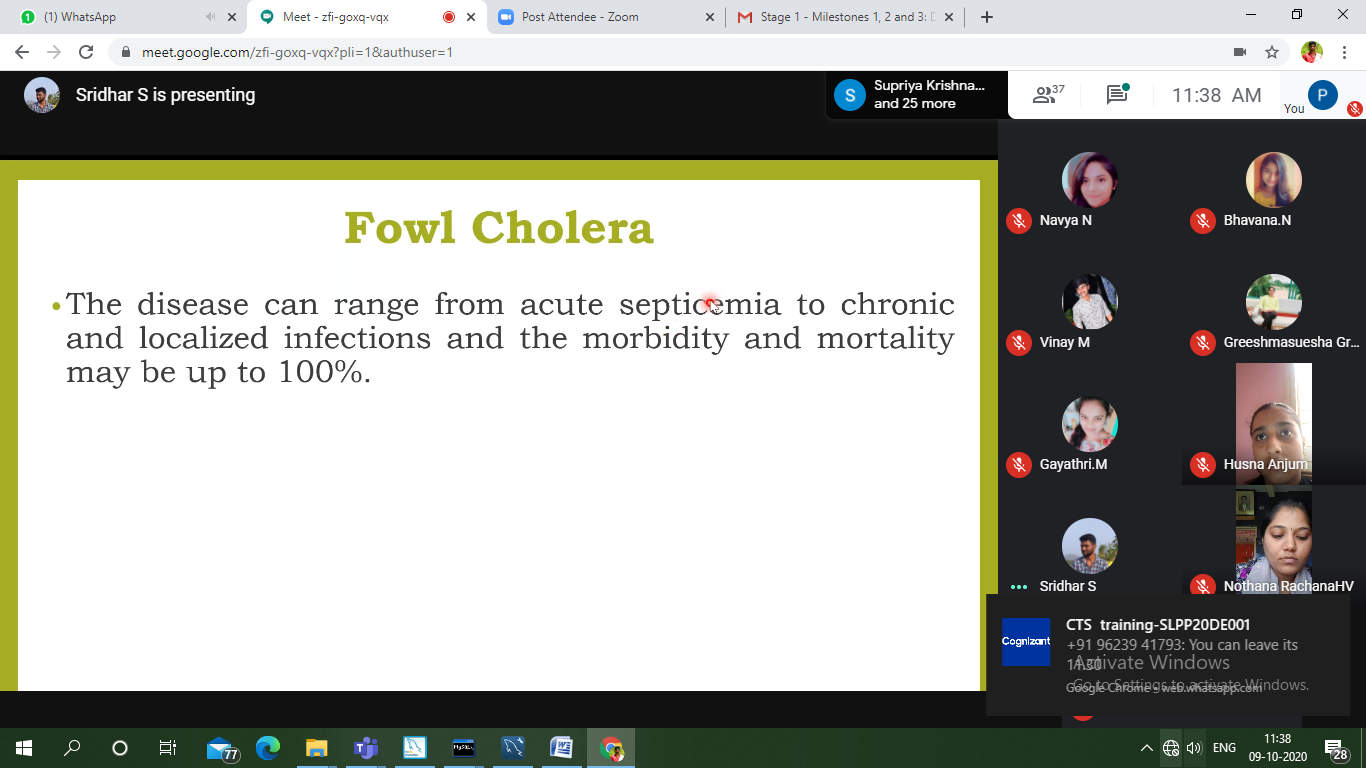 (1) WhatsApp
Meet - zfi-goxq-vqx
Post Attendee - Zoom
Stage 1 - Milestones 1, 2 and 3:
meet.google.com/zfi-goxq-vqx?pli=1&authuser=1
Sridhar S is presenting
S
Supriya Krishna...
and 25 more
37
11:38 AM
You
P
Fowl Cholera
• The disease can range from acute septicemia to chronic
and localized infections and the morbidity and mortality
may be up to 100%.
Navya N
Bhavana.N
Vinay M
Greeshmasuesha Gr...
Gayathri.M
Husna Anjum
Sridhar S
Nothana RachanaHV
Cognizant
CTS training-SLPP20DE001
+91 96239 41793: You can leave its
11.30
Google Chrome • web.whatsapp.com
Activate Windows
Go to Settings to activate Windows.
77
MySQL
ENG
11:38
09-10-2020
28